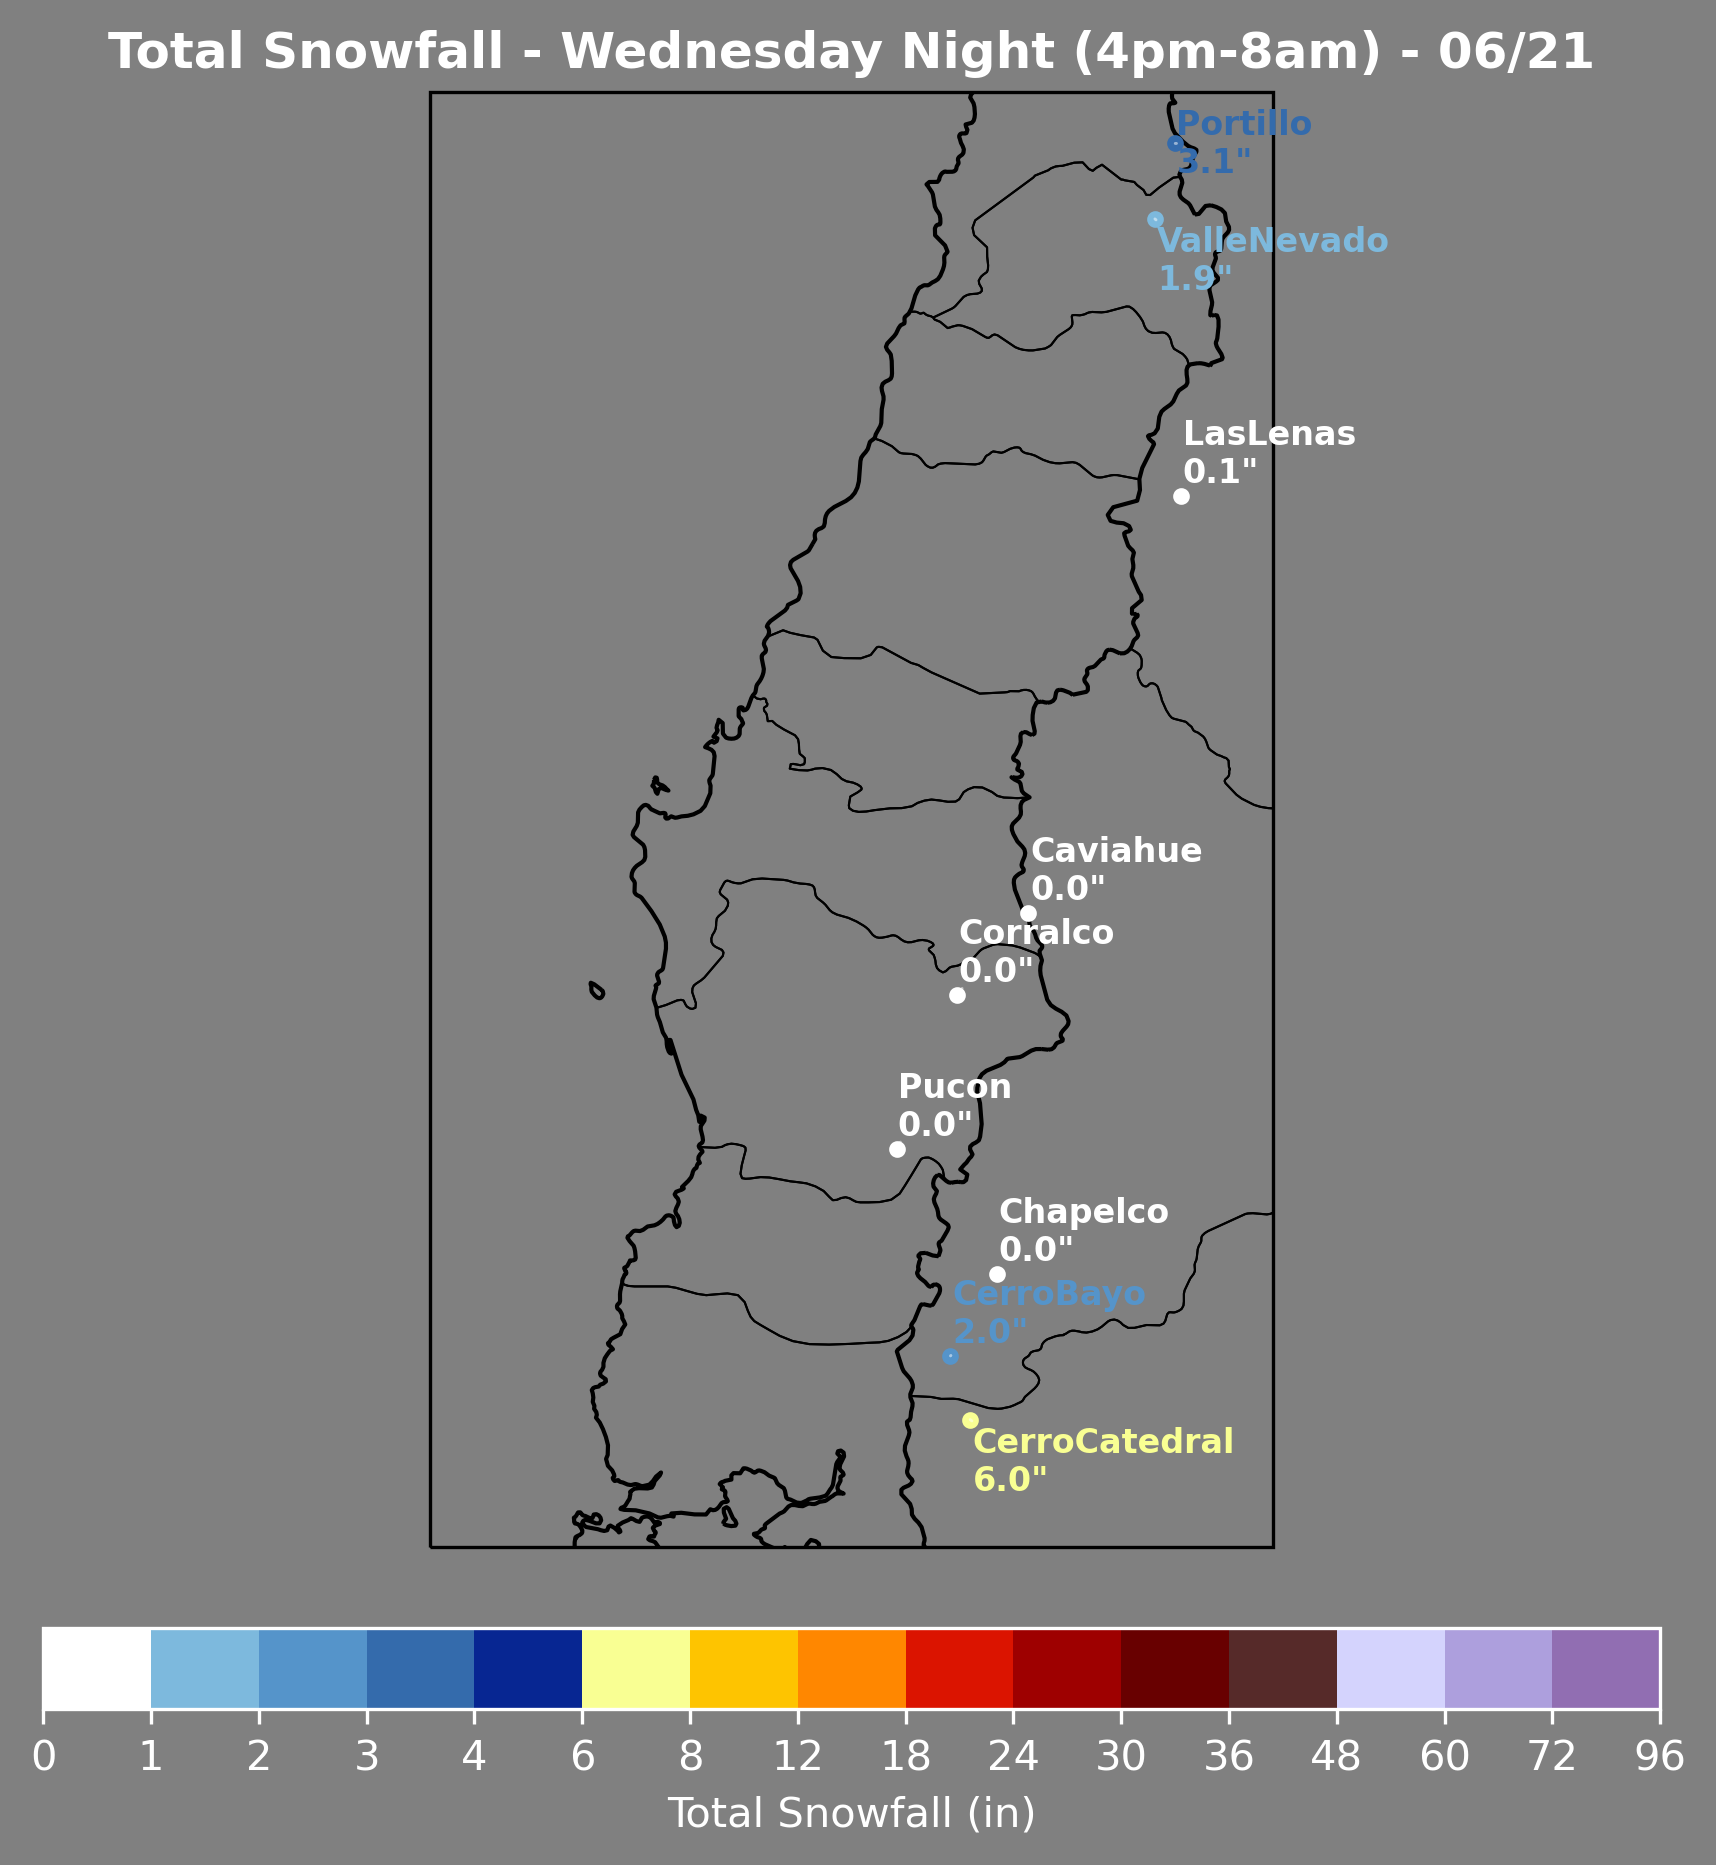 Total Snowfall - Wednesday Night (4pm-8am) - 06/21
Portillo
3.1"
ValleNevado
1.9"
LasLenas
0.1"
Caviahue
0.0"
Corralco
0.0"
Pucon
0.0"
Chapelco
0.0"
CerroBayo
2.0"
CerroCatedral
6.0"
0 1 2 3 4 6 8 12 18 24 30 36 48 60 72 96
Total Snowfall (in)